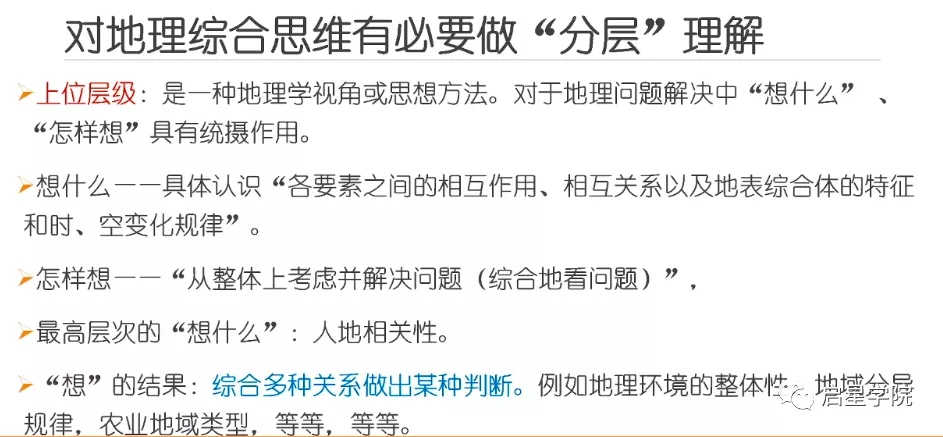 对地理综合思维有必要做“分层”理解
上位层级：是一种地理学视角或思想方法。对于地理问题解决中“想什么”、
“怎样想”具有统摄作用。
想什么——具体认识“各要素之间的相互作用、相互关系以及地表综合体的特征
和时、空变化规律”。
怎样想——“从整体上考虑并解决问题（综合地看问题）”，
最高层次的“想什么”：人地相关性。
“想”的结果：综合多种关系做出某种判断。例如地理环境的整体性、地域分异
规律，农业地域类型，等等，等等。
启星学院